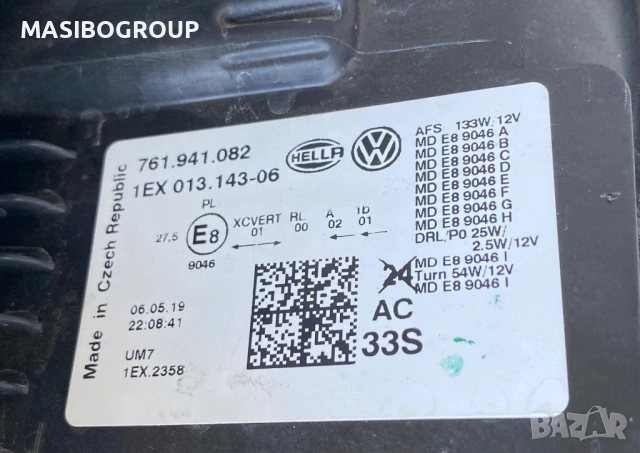 MASIBOGROUP
Made in Czech Republic
761.941.082
1EX 013.143-06
HELLA
VW
PL
27.5
E8
9046
XCVERT
01
RL
00
A
02
1b
01
06.05.19
22:08:41
UM7
1EX.2358
AFS 133W/12V
MD E8 9046 A
MD E8 9046 B
MD E8 9046 C
MD E8 9046 D
MD E8 9046 E
MD E8 9046 F
MD E8 9046 G
MD E8 9046 H
DRL/P0 25W/
2.5W/12V
MD E8 9046 I
Turn 54W/12V
MD E8 9046 I
24
AC
33S
BAZAR
bg